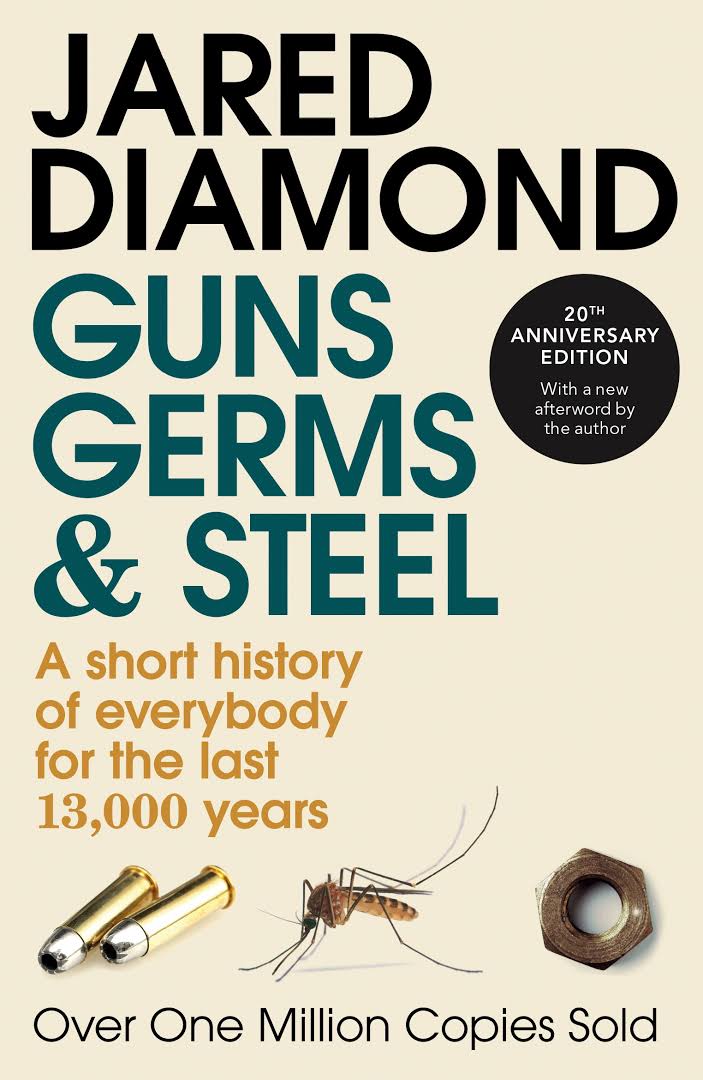 JARED
DIAMOND
GUNS
GERMS
& STEEL
20TH
ANNIVERSARY
EDITION
With a new
afterword by
the author
A short history
of everybody
for the last
13,000 years
Over One Million Copies Sold